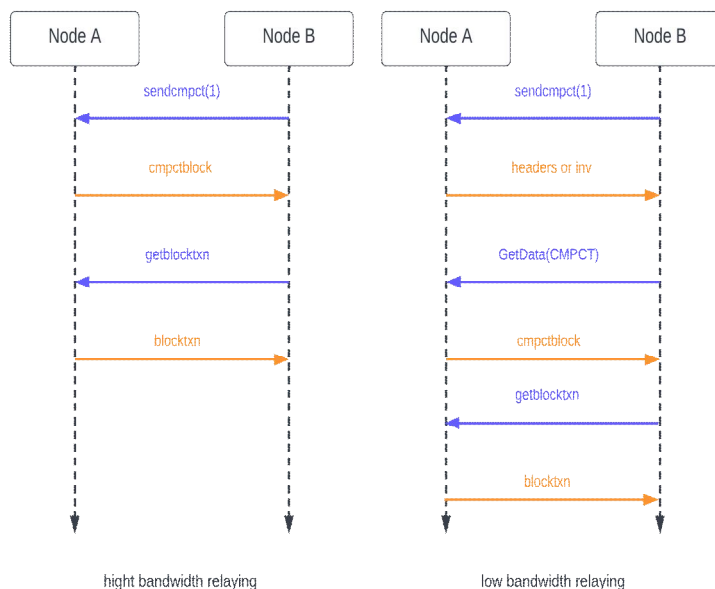 Node A
Node B
sendcmpct(1)
cmpctblock
getblocktxn
blocktxn
hight bandwidth relaying
Node A
Node B
sendcmpct(1)
headers or inv
GetData(CMPCT)
cmpctblock
getblocktxn
blocktxn
low bandwidth relaying